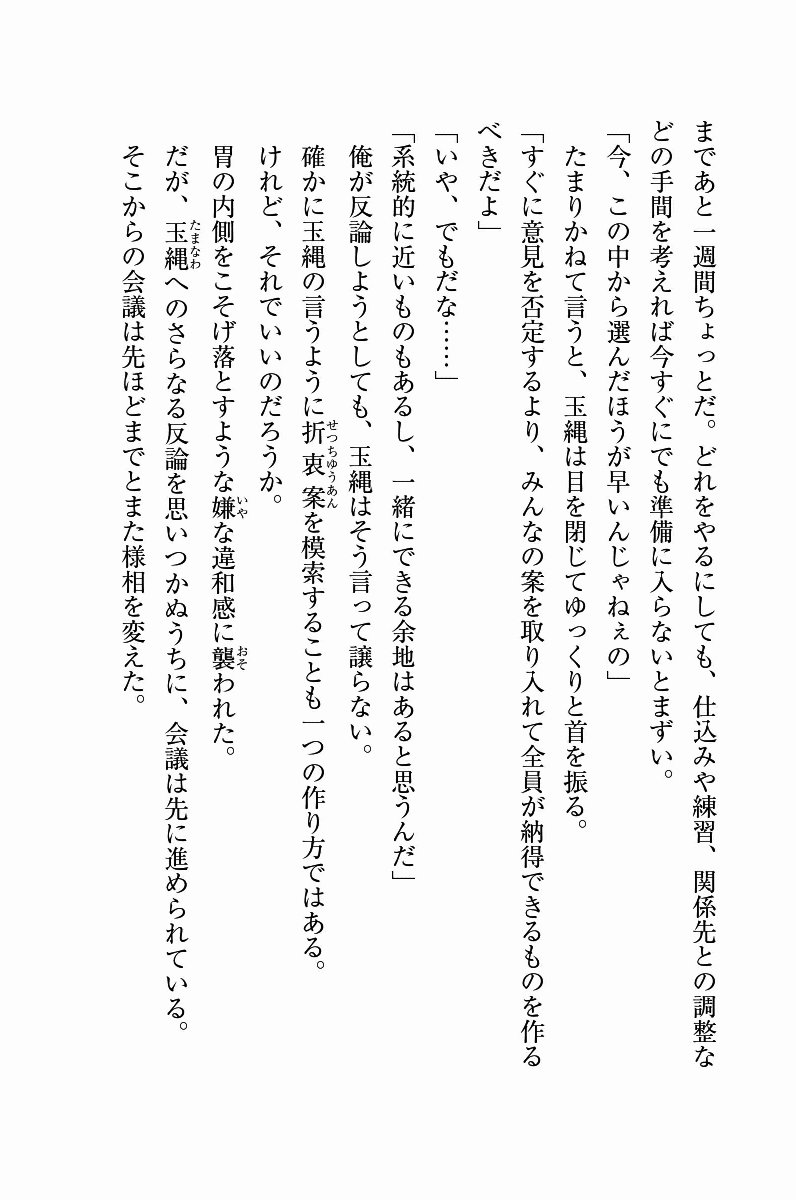 まであと一週間ちょっとだ。どれをやるにしても、仕込みや練習、関係先との調整な
どの手間を考えれば今すぐにでも準備に入らないとまずい。
「今、この中から選んだほうが早いんじゃねぇの」
たまりかねて言うと、玉縄は目を閉じてゆっくりと首を振る。
「すぐに意見を否定するより、みんなの案を取り入れて全員が納得できるものを作る
べきだよ」
「いや、でもだな……」
「系統的に近いものもあるし、一緒にできる余地はあると思うんだ」
俺が反論しようとしても、玉縄はそう言って譲らない。
確かに玉縄の言うように折衷案せつちゆうあんを模索することも一つの作り方ではある。
けれど、それでいいのだろうか。
胃の内側をこそげ落とすような嫌いやな違和感に襲おそわれた。
だが、玉縄たまなわへのさらなる反論を思いつかぬうちに、会議は先に進められている。
そこからの会議は先ほどまでとまた様相を変えた。